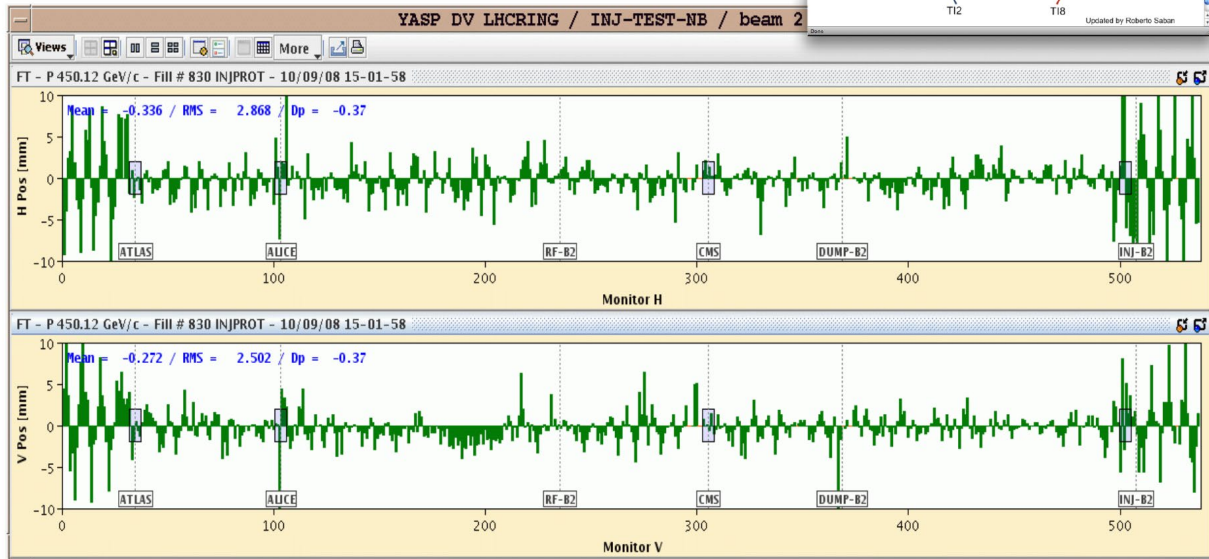 TI2 TI8
Updated by Roberto Saban
Done
YASP DV LHCRING / INJ-TEST-NB / beam 2
Views More
FT - P 450.12 GeV/c - Fill # 830 INJPROT - 10/09/08 15-01-58
Mean = -0.336 / RMS = 2.868 / Dp = -0.37
H Pos [mm]
10
5
0
-5
-10
ATLAS ALICE RF-B2 CMS DUMP-B2 INJ-B2
0 100 200 300 400 500
Monitor H
FT - P 450.12 GeV/c - Fill # 830 INJPROT - 10/09/08 15-01-58
Mean = -0.272 / RMS = 2.502 / Dp = -0.37
V Pos [mm]
10
5
0
-5
-10
ATLAS ALICE RF-B2 CMS DUMP-B2 INJ-B2
0 100 200 300 400 500
Monitor V